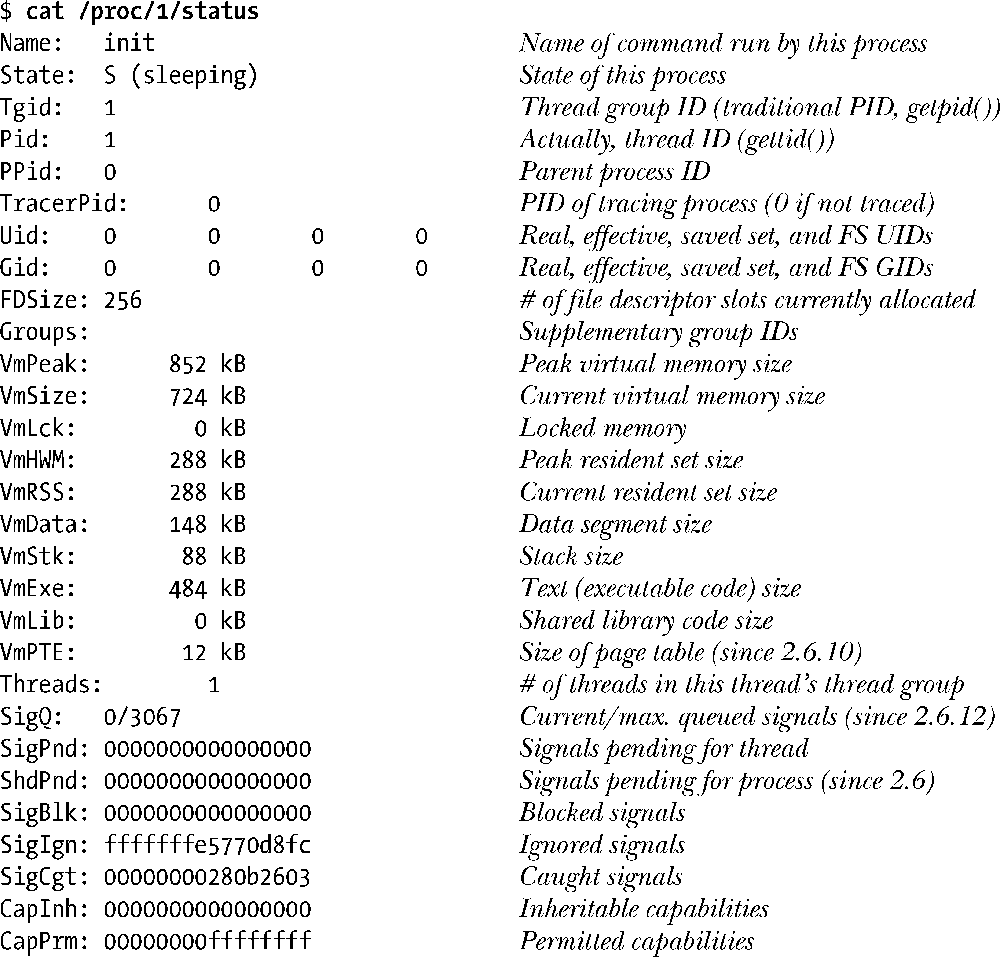 $ cat /proc/1/status
Name: init Name of command run by this process
State: S (sleeping) State of this process
Tgid: 1 Thread group ID (traditional PID, getpid())
Pid: 1 Actually, thread ID (gettid())
PPid: 0 Parent process ID
TracerPid: 0 PID of tracing process (0 if not traced)
Uid: 0 0 0 0 Real, effective, saved set, and FS UIDs
Gid: 0 0 0 0 Real, effective, saved set, and FS GIDs
FDSize: 256 # of file descriptor slots currently allocated
Groups: Supplementary group IDs
VmPeak: 852 kB Peak virtual memory size
VmSize: 724 kB Current virtual memory size
VmLck: 0 kB Locked memory
VmHWM: 288 kB Peak resident set size
VmRSS: 288 kB Current resident set size
VmData: 148 kB Data segment size
VmStk: 88 kB Stack size
VmExe: 484 kB Text (executable code) size
VmLib: 0 kB Shared library code size
VmPTE: 12 kB Size of page table (since 2.6.10)
Threads: 1 # of threads in this thread's thread group
SigQ: 0/3067 Current/max. queued signals (since 2.6.12)
SigPnd: 0000000000000000 Signals pending for thread
ShdPnd: 0000000000000000 Signals pending for process (since 2.6)
SigBlk: 0000000000000000 Blocked signals
SigIgn: fffffffe5770d8fc Ignored signals
SigCgt: 00000000280b2603 Caught signals
CapInh: 0000000000000000 Inheritable capabilities
CapPrm: 00000000ffffffff Permitted capabilities